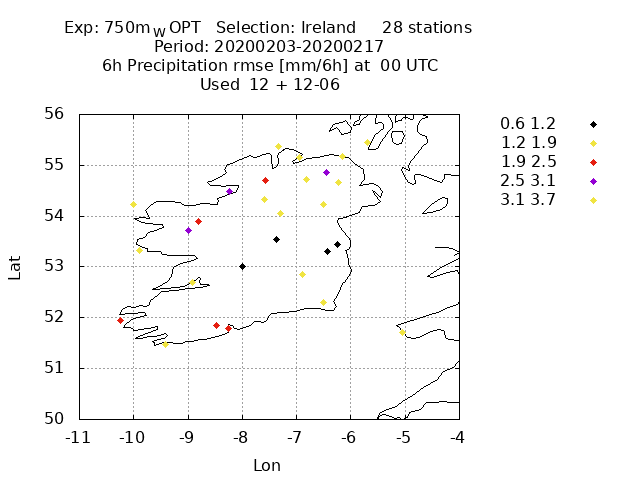 Exp: 750m W OPT Selection: Ireland 28 stations
Period: 20200203-20200217
6h Precipitation rmse [mm/6h] at 00 UTC
Used 12 + 12-06
0.6 1.2
1.2 1.9
1.9 2.5
2.5 3.1
3.1 3.7
56
55
54
53
52
51
50
Lat
-11 -10 -9 -8 -7 -6 -5 -4
Lon